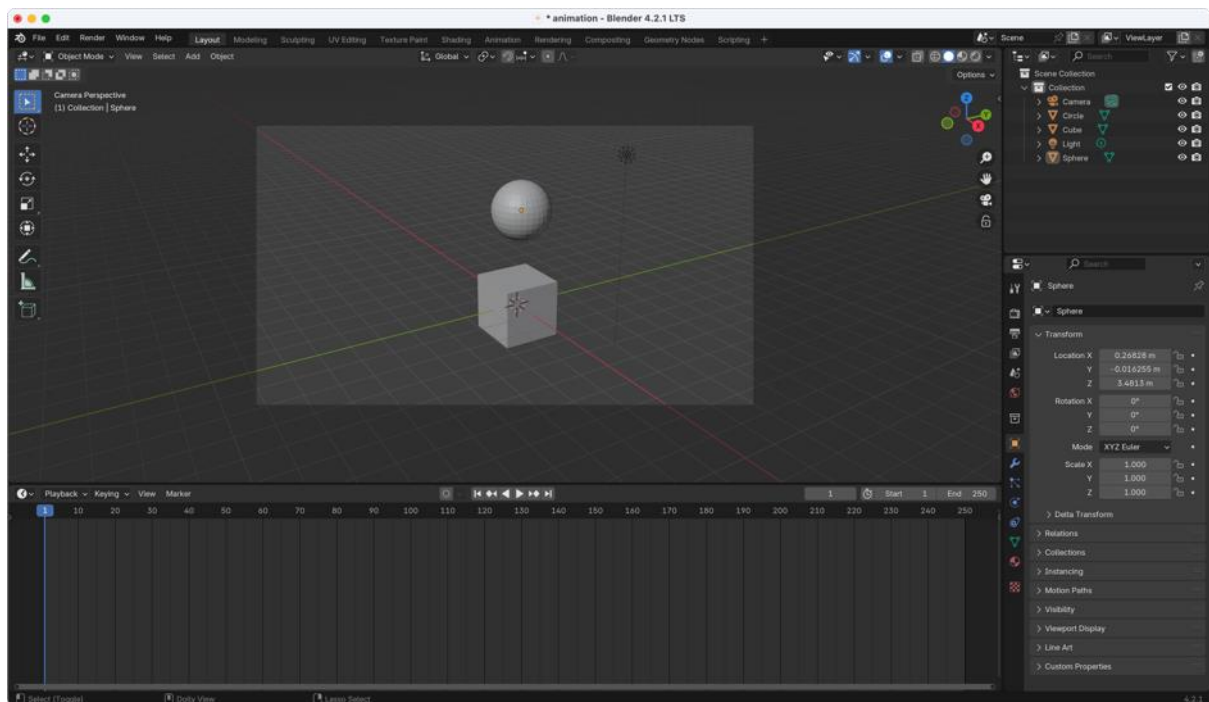 * animation - Blender 4.2.1 LTS
File Edit Render Window Help Layout Modeling Sculpting UV Editing Texture Paint Shading Animation Rendering Compositing Geometry Nodes Scripting + Scene ViewLayer
Object Mode View Select Add Object Global Search
Options
Camera Perspective
(1) Collection | Sphere
Z
Y
X
Scene Collection
Collection
Camera
Circle
Cube
Light
Sphere
Search
Sphere
Sphere
Transform
Location X 0.26828 m
Y -0.016255 m
Z 3.4813 m
Rotation X 0°
Y 0°
Z 0°
Mode XYZ Euler
Scale X 1.000
Y 1.000
Z 1.000
Delta Transform
Relations
Collections
Instancing
Motion Paths
Visibility
Viewport Display
Line Art
Custom Properties
Playback Keying View Marker 1 Start 1 End 250
1 10 20 30 40 50 60 70 80 90 100 110 120 130 140 150 160 170 180 190 200 210 220 230 240 250
Select (Toggle) Dolly View Lasso Select 4.2.1